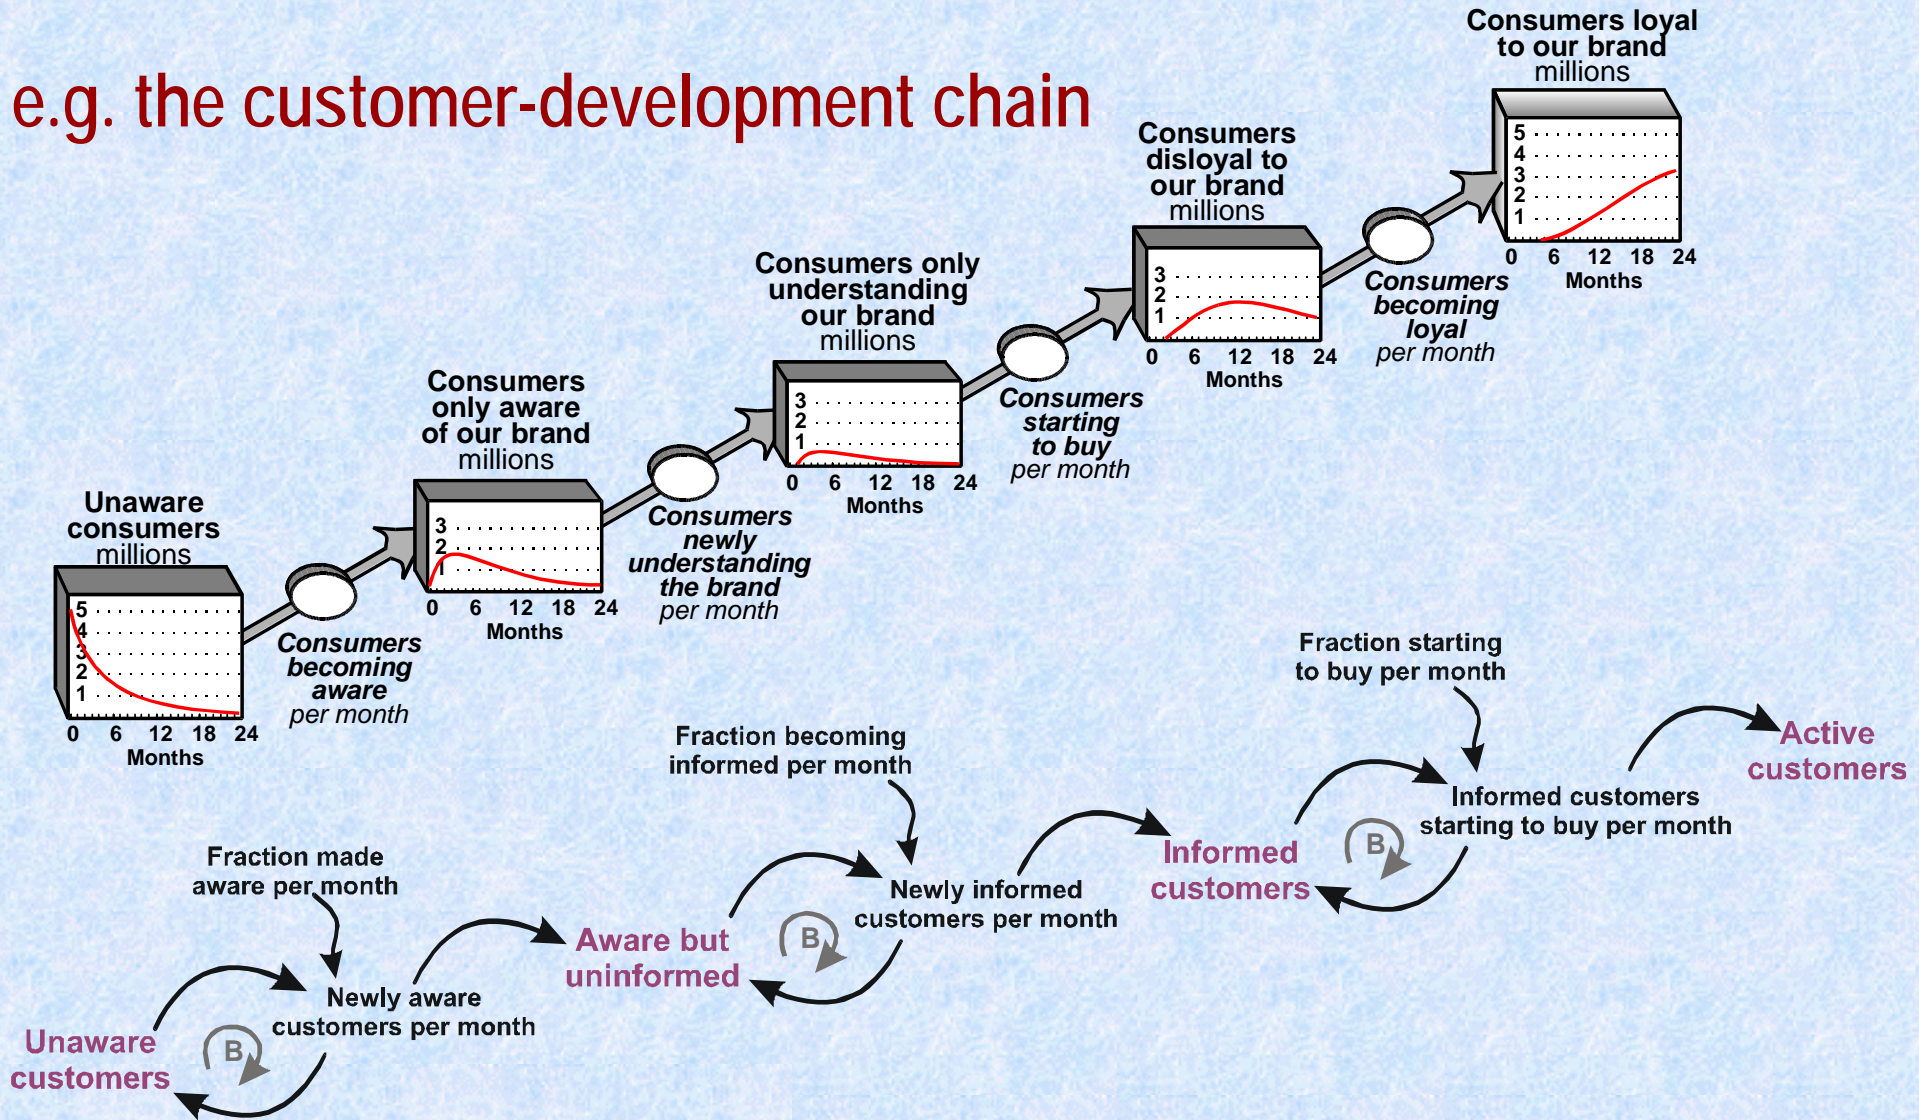 e.g. the customer-development chain
Unaware
consumers
millions
5
4
3
2
1
0 6 12 18 24
Months
Consumers
becoming
aware
per month
Consumers
only aware
of our brand
millions
3
2
1
0 6 12 18 24
Months
Consumers
newly
understanding
the brand
per month
Consumers only
understanding
our brand
millions
3
2
1
0 6 12 18 24
Months
Consumers
starting
to buy
per month
Consumers
disloyal to
our brand
millions
3
2
1
0 6 12 18 24
Months
Consumers
becoming
loyal
per month
Consumers loyal
to our brand
millions
5
4
3
2
1
0 6 12 18 24
Months
Unaware
customers
B
Fraction made
aware per month
Newly aware
customers per month
Aware but
uninformed
B
Fraction becoming
informed per month
Newly informed
customers per month
Informed
customers
B
Fraction starting
to buy per month
Informed customers
starting to buy per month
Active
customers